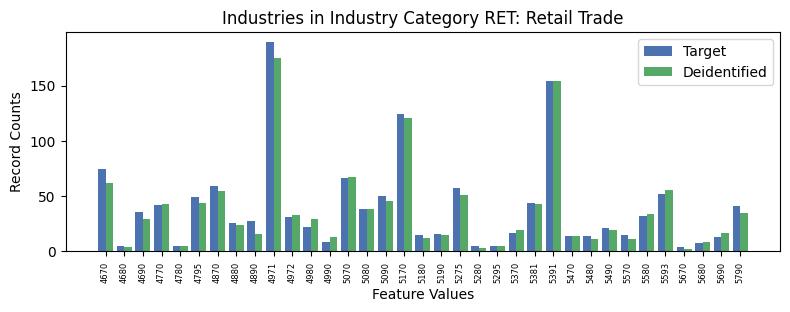 Industries in Industry Category RET: Retail Trade
Target
Deidentified
Record Counts
150
100
50
0
4670 4680 4690 4770 4780 4795 4870 4880 4890 4971 4972 4980 4990 5070 5080 5090 5170 5180 5190 5275 5280 5295 5370 5381 5391 5470 5480 5490 5570 5580 5593 5670 5680 5690 5790
Feature Values